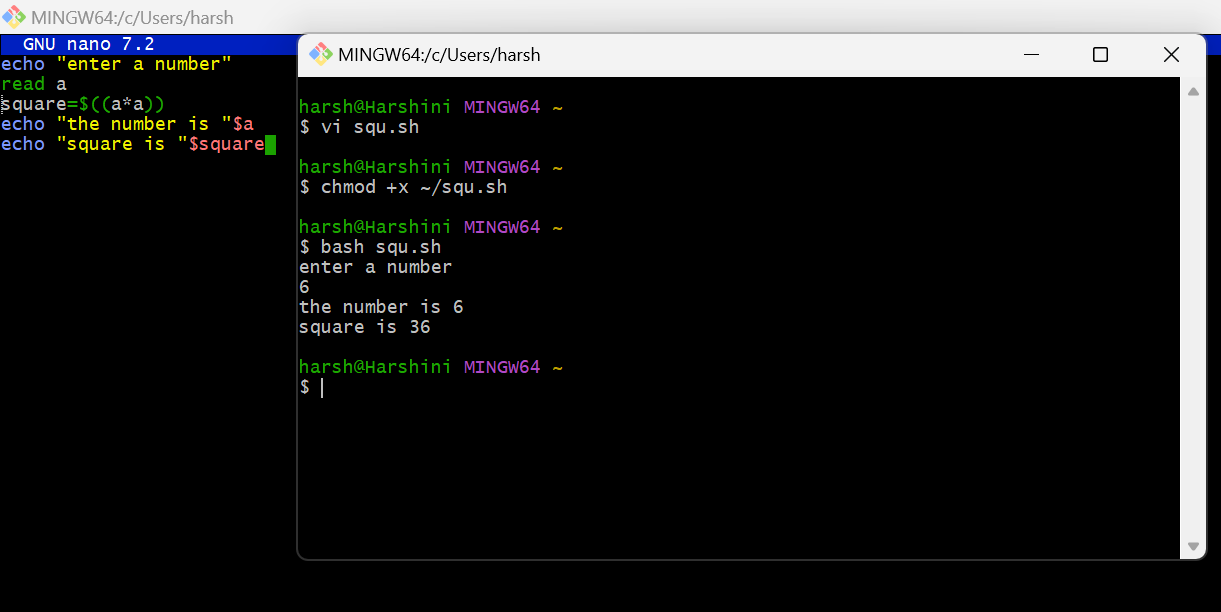 MINGW64:/c/Users/harsh
GNU nano 7.2
echo "enter a number"
read a
square=$((a*a))
echo "the number is "$a
echo "square is "$square
MINGW64:/c/Users/harsh
harsh@Harshini MINGW64 ~
$ vi squ.sh
harsh@Harshini MINGW64 ~
$ chmod +x ~/squ.sh
harsh@Harshini MINGW64 ~
$ bash squ.sh
enter a number
6
the number is 6
square is 36
harsh@Harshini MINGW64 ~
$